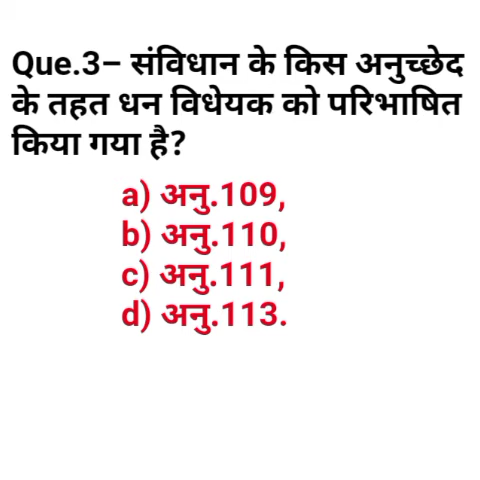 Que.3– संविधान के किस अनुच्छेद
के तहत धन विधेयक को परिभाषित
किया गया है?
a) अनु.109,
b) अनु.110,
c) अनु.111,
d) अनु.113.